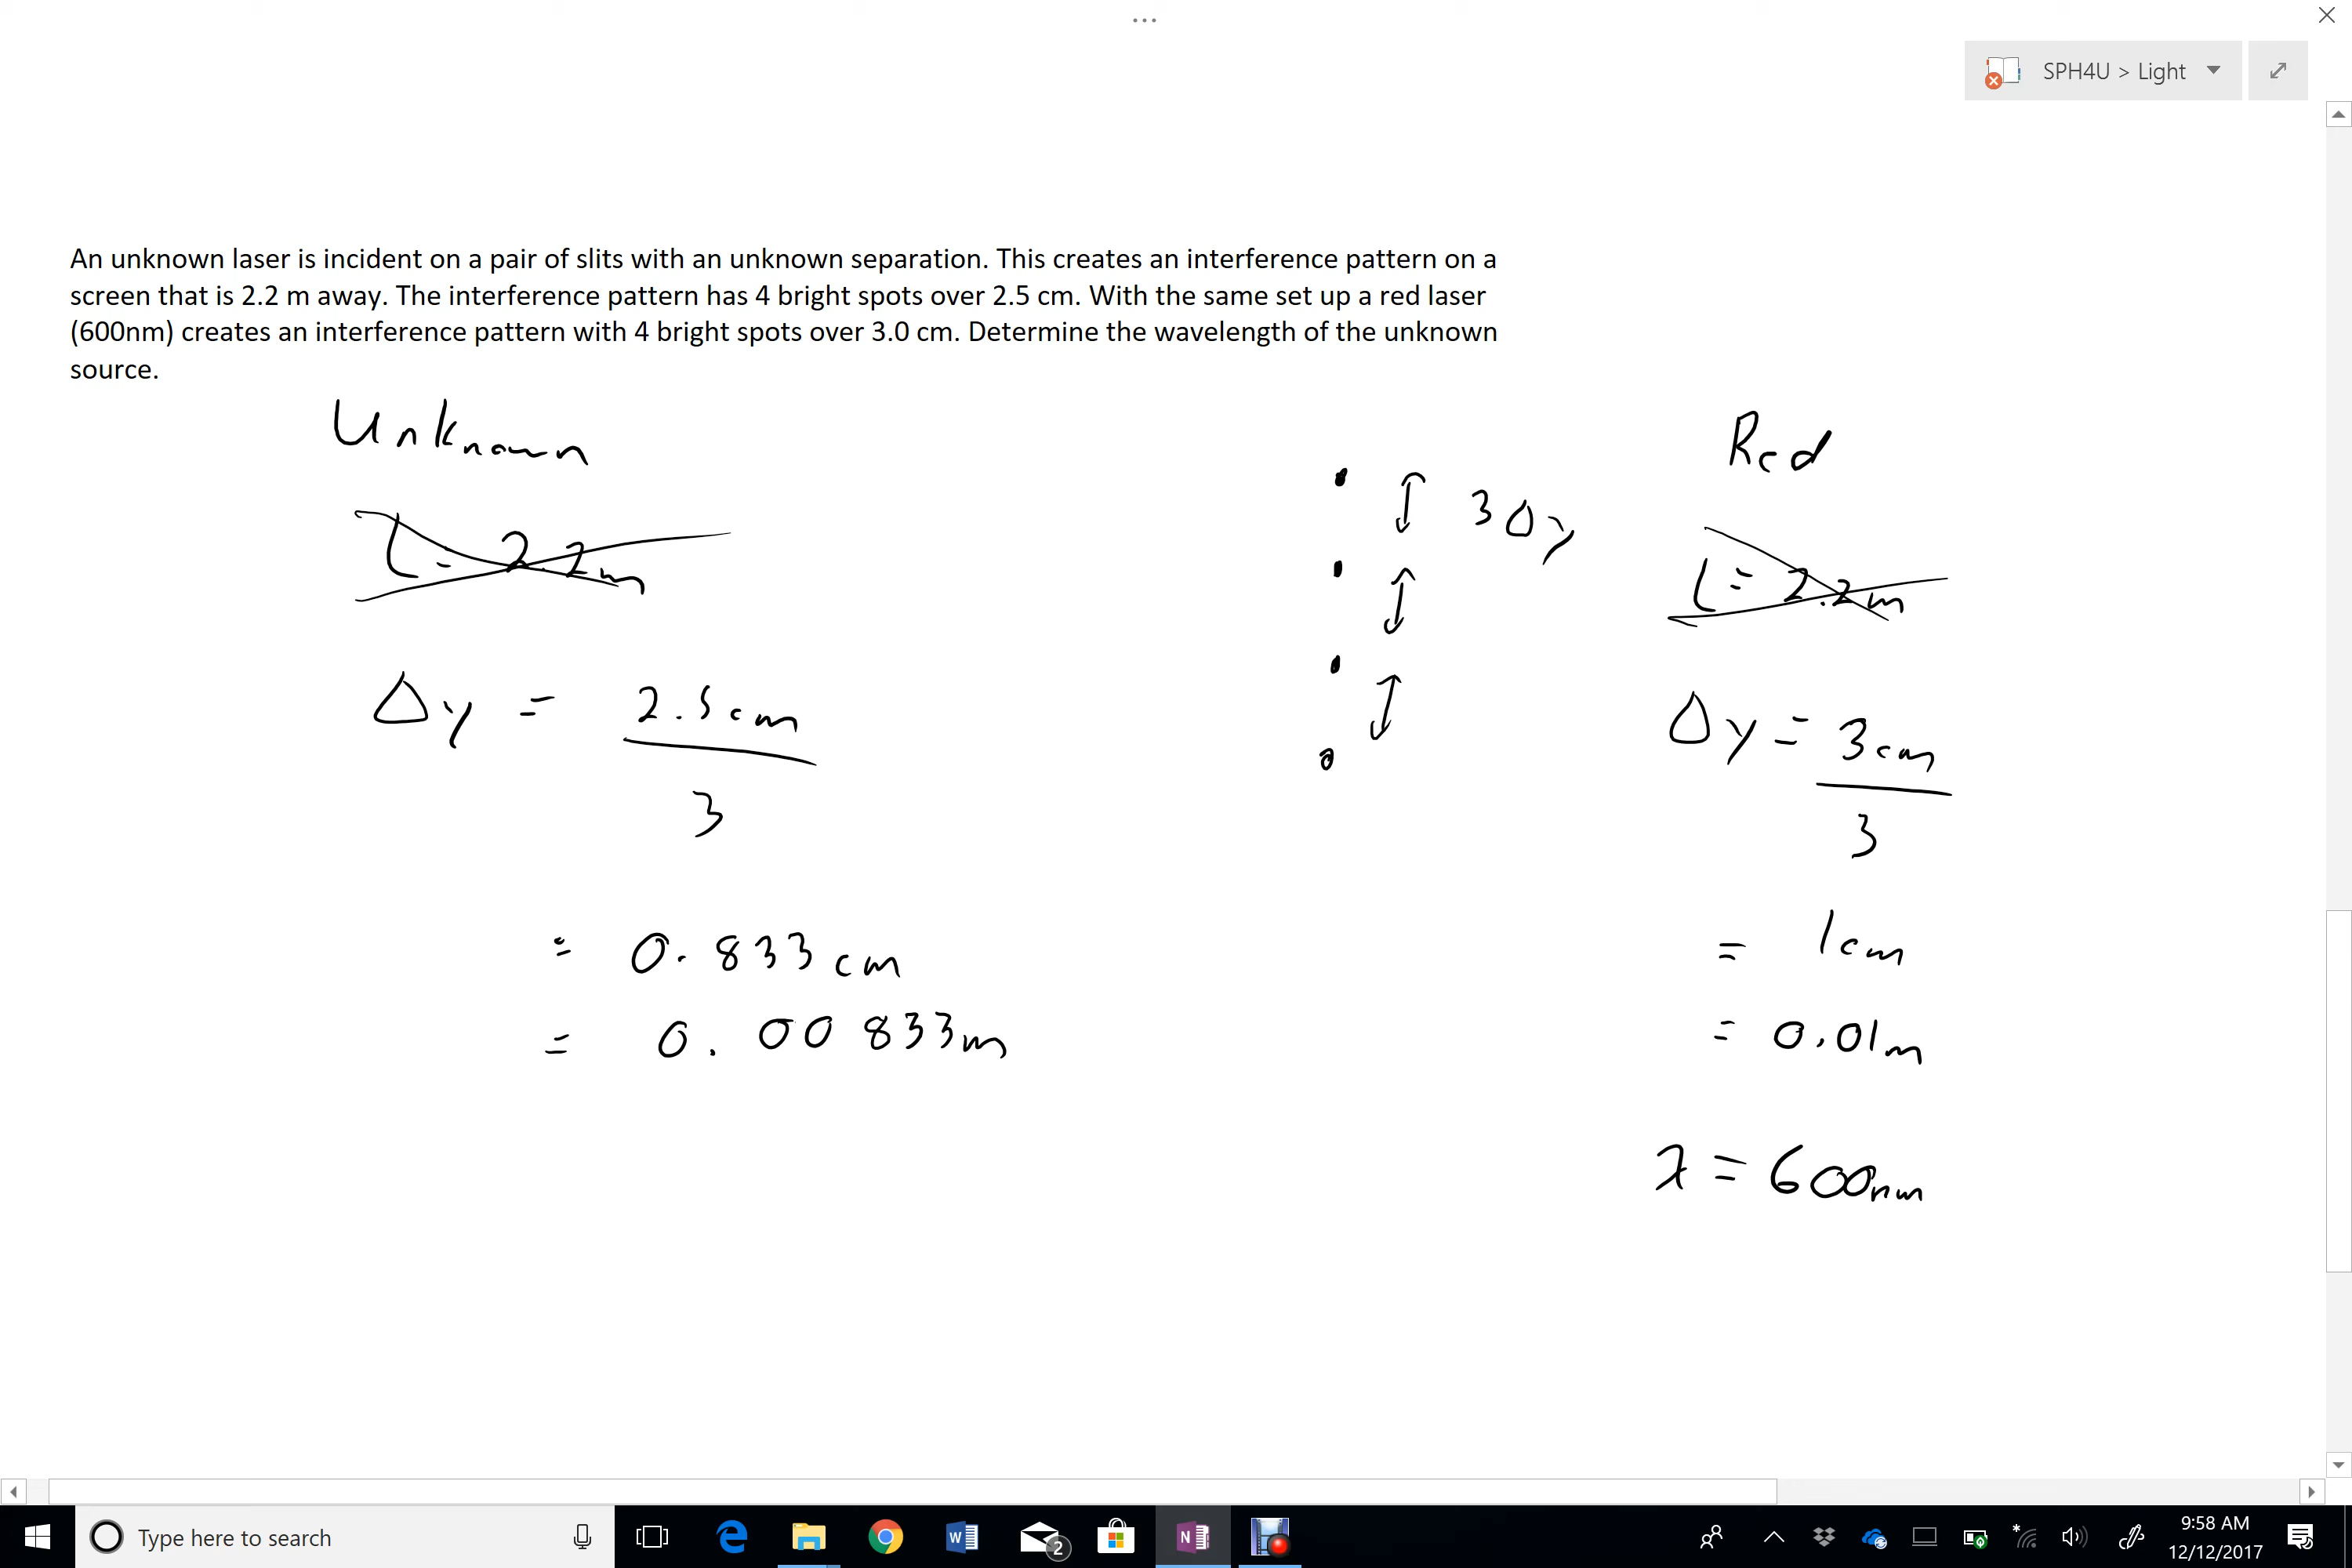 SPH4U > Light
An unknown laser is incident on a pair of slits with an unknown separation. This creates an interference pattern on a
screen that is 2.2 m away. The interference pattern has 4 bright spots over 2.5 cm. With the same set up a red laser
(600nm) creates an interference pattern with 4 bright spots over 3.0 cm. Determine the wavelength of the unknown
source.
Unknown
L = 2.2m
Δy = 2.5cm
3
= 0.833cm
= 0.00833m
3Δy
Red
L = 2.2m
Δy = 3cm
3
= 1cm
= 0.01m
λ = 600nm
Type here to search
2
9:58 AM
12/12/2017